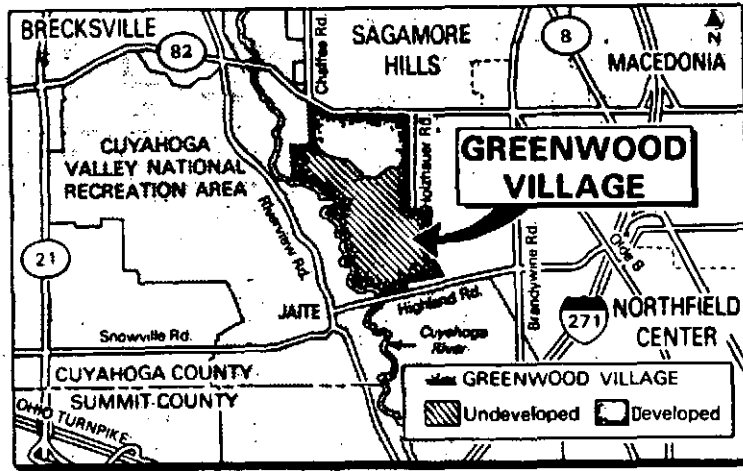 BRECKSVILLE
82
Chaffee Rd.
SAGAMORE
HILLS
8
N
MACEDONIA
CUYAHOGA
VALLEY NATIONAL
RECREATION AREA
Holzhauer Rd.
GREENWOOD
VILLAGE
Riverview Rd.
21
Olde 8
Brandywine Rd.
JAITE
Highland Rd.
271
NORTHFIELD
CENTER
Snowville Rd.
Cuyahoga
River
CUYAHOGA COUNTY
SUMMIT COUNTY
OHIO TURNPIKE
GREENWOOD VILLAGE
Undeveloped
Developed